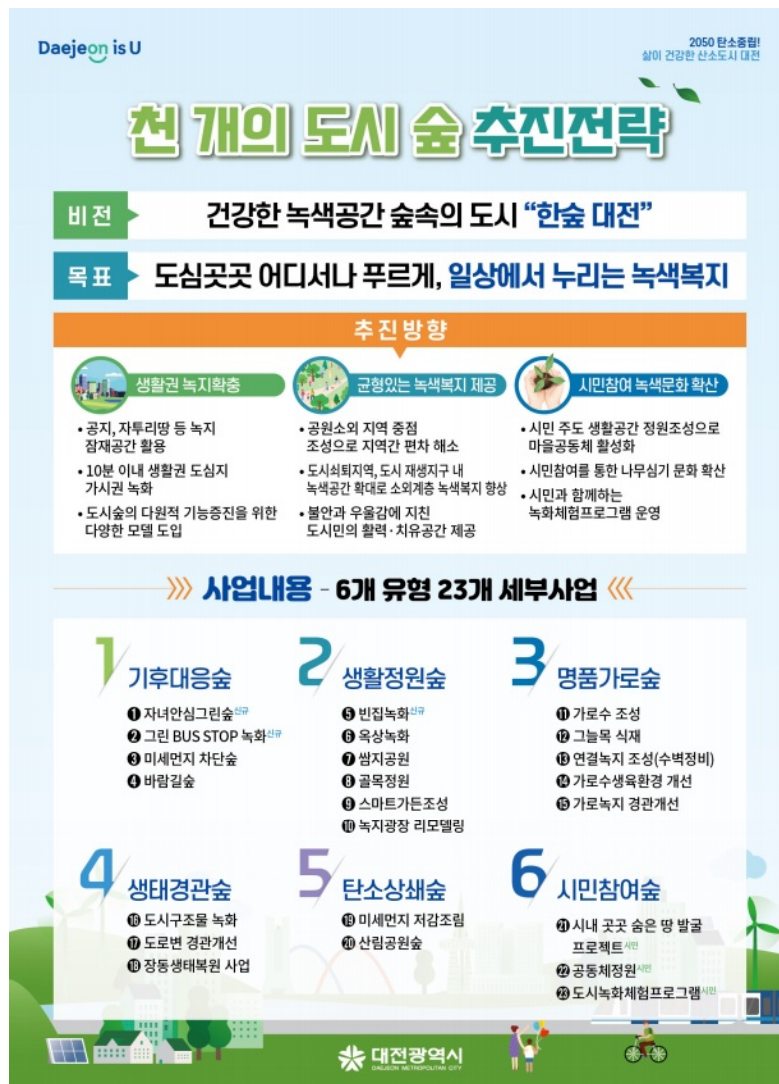 Daejeon is U
2050 탄소중립!
삶이 건강한 산소도시 대전
천 개의 도시 숲 추진전략
비전
건강한 녹색공간 숲속의 도시 “한숲 대전”
목표
도심곳곳 어디서나 푸르게, 일상에서 누리는 녹색복지
추진방향
생활권 녹지확충
• 공지, 자투리땅 등 녹지
잠재공간 활용
• 10분 이내 생활권 도심지
가시권 녹화
• 도시숲의 다원적 기능증진을 위한
다양한 모델 도입
균형있는 녹색복지 제공
• 공원소외 지역 중점
조성으로 지역간 편차 해소
• 도시쇠퇴지역, 도시 재생지구 내
녹색공간 확대로 소외계층 녹색복지 향상
• 불안과 우울감에 지친
도시민의 활력·치유공간 제공
시민참여 녹색문화 확산
• 시민 주도 생활공간 정원조성으로
마을공동체 활성화
• 시민참여를 통한 나무심기 문화 확산
• 시민과 함께하는
녹화체험프로그램 운영
사업내용 - 6개 유형 23개 세부사업
1 기후대응숲
❶ 자녀안심그린숲 신규
❷ 그린 BUS STOP 녹화 신규
❸ 미세먼지 차단숲
❹ 바람길숲
2 생활정원숲
❺ 빈집녹화 신규
❻ 옥상녹화
❼ 쌈지공원
❽ 골목정원
❾ 스마트가든조성
❿ 녹지광장 리모델링
3 명품가로숲
⓫ 가로수 조성
⓬ 그늘목 식재
⓭ 연결녹지 조성(수벽정비)
⓮ 가로수생육환경 개선
⓯ 가로녹지 경관개선
4 생태경관숲
⓰ 도시구조물 녹화
⓱ 도로변 경관개선
⓲ 장동생태복원 사업
5 탄소상쇄숲
⓳ 미세먼지 저감조림
⓴ 산림공원숲
6 시민참여숲
㉑ 시내 곳곳 숨은 땅 발굴
프로젝트 시민
㉒ 공동체정원 시민
㉓ 도시녹화체험프로그램 시민
대전광역시
DAEJEON METROPOLITAN CITY